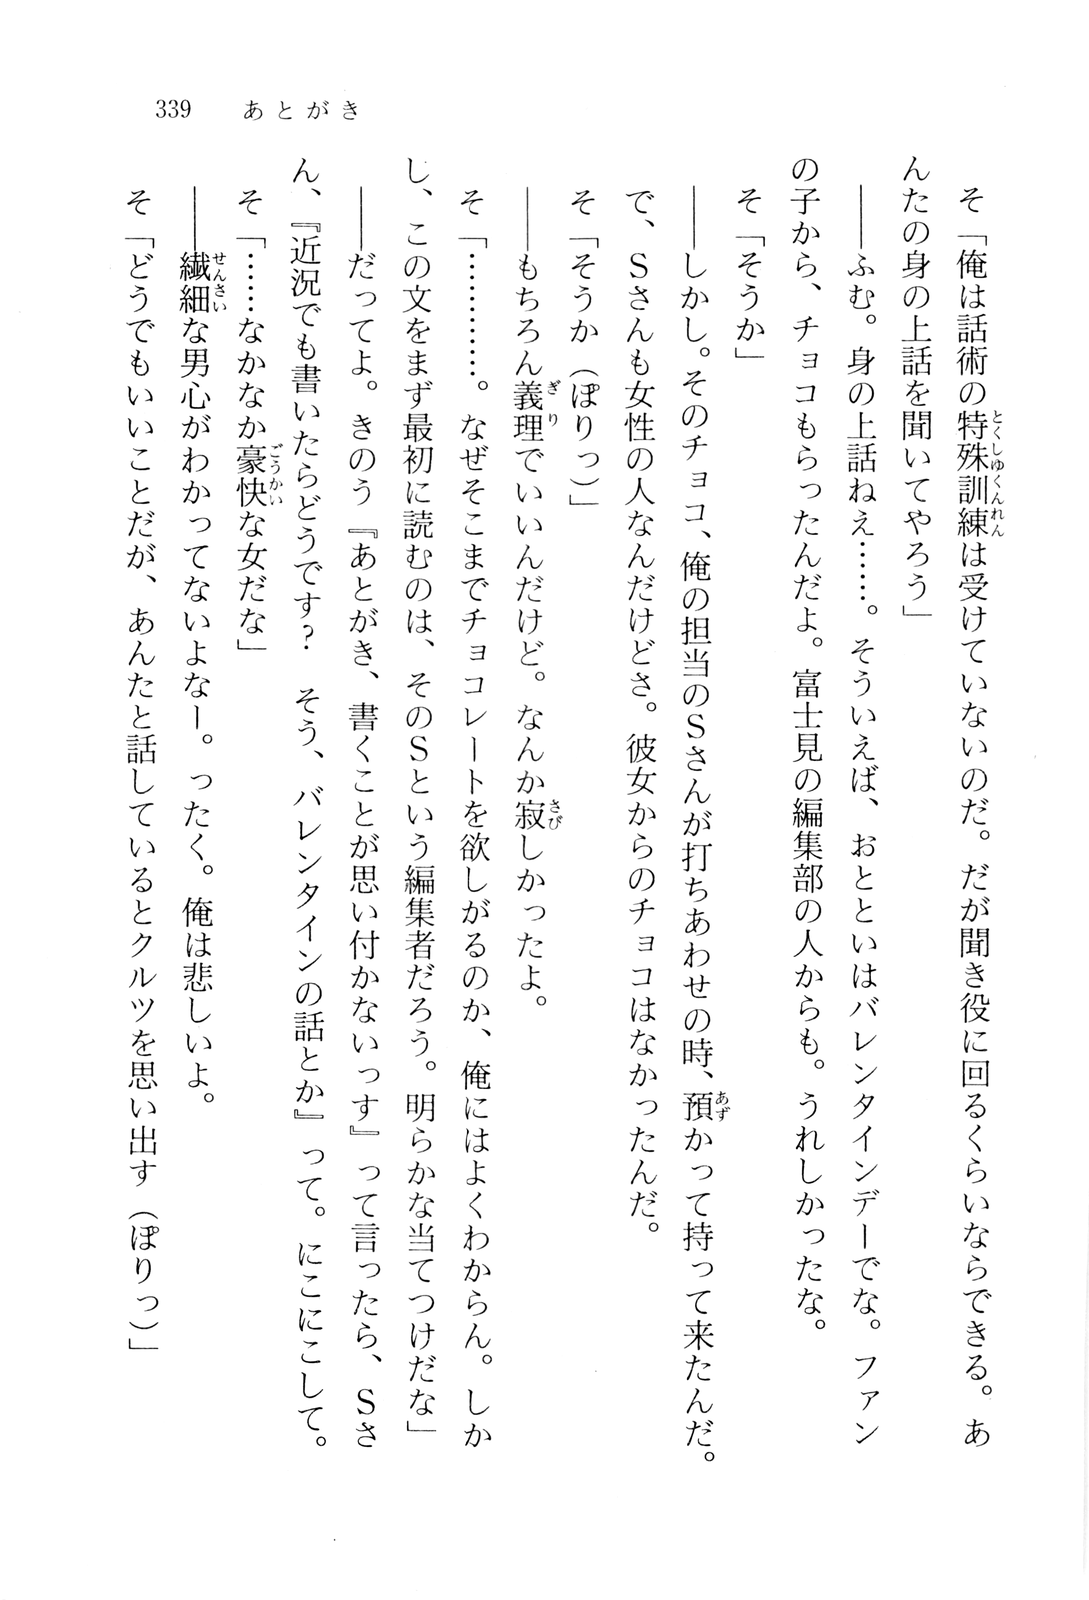 339　あとがき
そ「俺は話術の特殊訓練は受けていないのだ。だが聞き役に回るくらいならできる。あ
んたの身の上話を聞いてやろう」
――ふむ。身の上話ねえ……。そういえば、おとといはバレンタインデーでな。ファン
の子から、チョコもらったんだよ。富士見の編集部の人からも。うれしかったな。
そ「そうか」
――しかし。そのチョコ、俺の担当のＳさんが打ちあわせの時、預かって持って来たんだ。
で、Ｓさんも女性の人なんだけどさ。彼女からのチョコはなかったんだ。
そ「そうか（ぽりっ）」
――もちろん義理でいいんだけど。なんか寂しかったよ。
そ「…………。なぜそこまでチョコレートを欲しがるのか、俺にはよくわからん。しか
し、この文をまず最初に読むのは、そのＳという編集者だろう。明らかな当てつけだな」
――だってよ。きのう『あとがき、書くことが思い付かないっす』って言ったら、Ｓさ
ん、『近況でも書いたらどうです？　そう、バレンタインの話とか』って。にこにこして。
そ「……なかなか豪快な女だな」
――繊細な男心がわかってないよなー。ったく。俺は悲しいよ。
そ「どうでもいいことだが、あんたと話しているとクルツを思い出す（ぽりっ）」